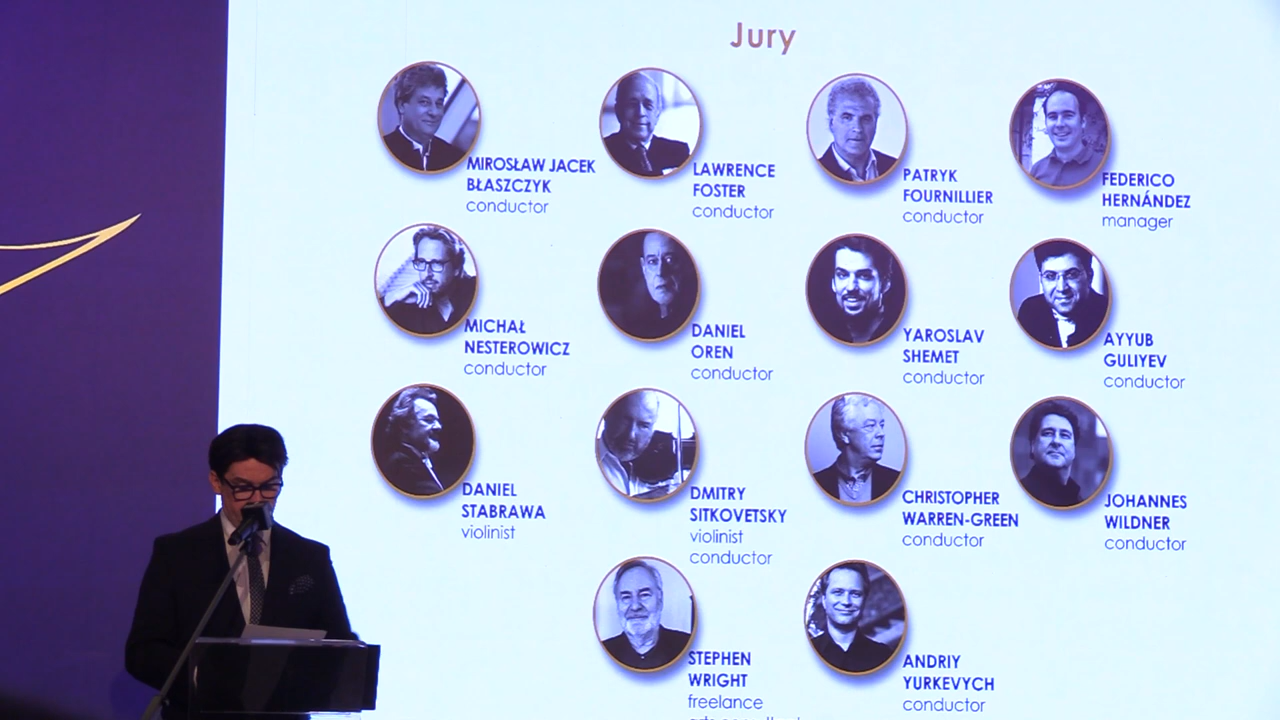 Jury
MIROSŁAW JACEK
BŁASZCZYK
conductor
LAWRENCE
FOSTER
conductor
PATRYK
FOURNILLIER
conductor
FEDERICO
HERNÁNDEZ
manager
MICHAŁ
NESTEROWICZ
conductor
DANIEL
OREN
conductor
YAROSLAV
SHEMET
conductor
AYYUB
GULIYEV
conductor
DANIEL
STABRAWA
violinist
DMITRY
SITKOVETSKY
violinist
conductor
CHRISTOPHER
WARREN-GREEN
conductor
JOHANNES
WILDNER
conductor
STEPHEN
WRIGHT
freelance
ANDRIY
YURKEVYCH
conductor